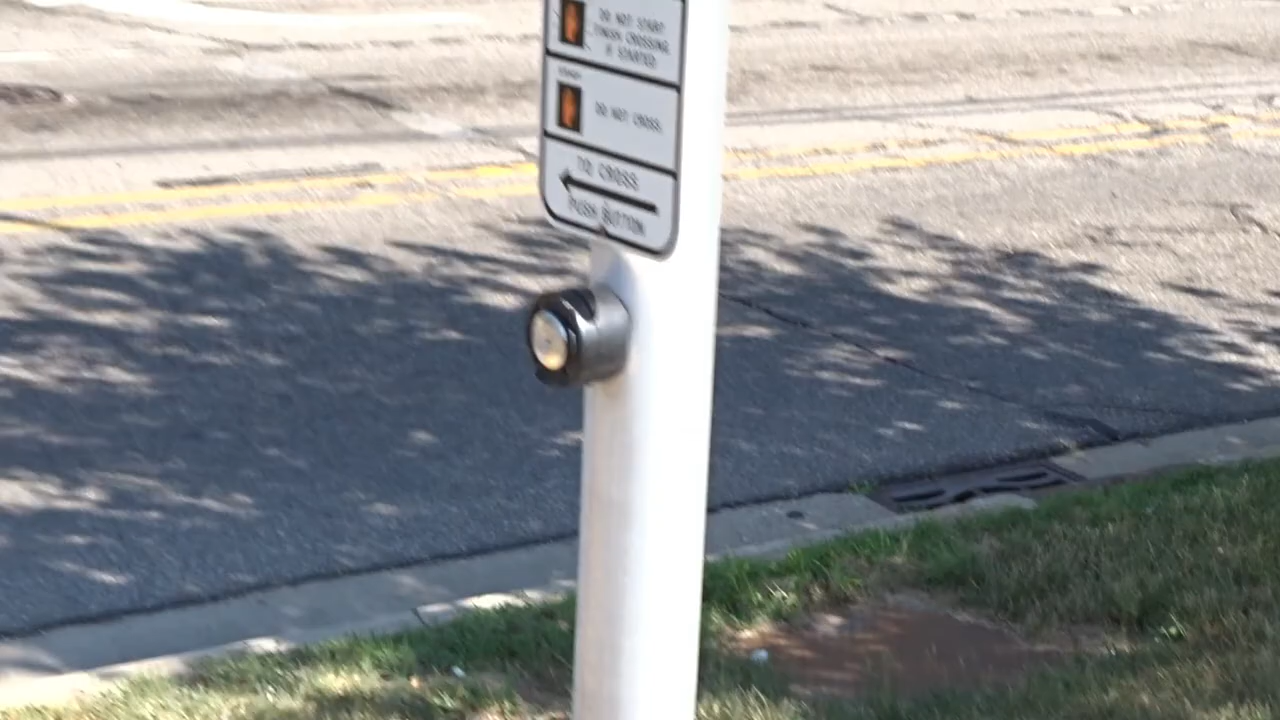 DO NOT START
FINISH CROSSING
IF STARTED
DO NOT CROSS
TO CROSS
PUSH BUTTON